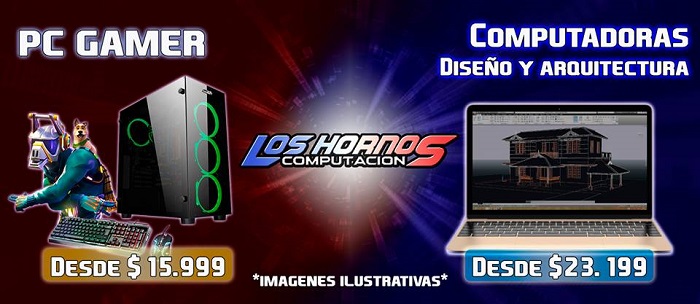 PC GAMER
COMPUTADORAS
DISEÑO Y ARQUITECTURA
LOS HORNOS
COMPUTACION
DESDE $ 15.999
*IMAGENES ILUSTRATIVAS*
DESDE $23. 199